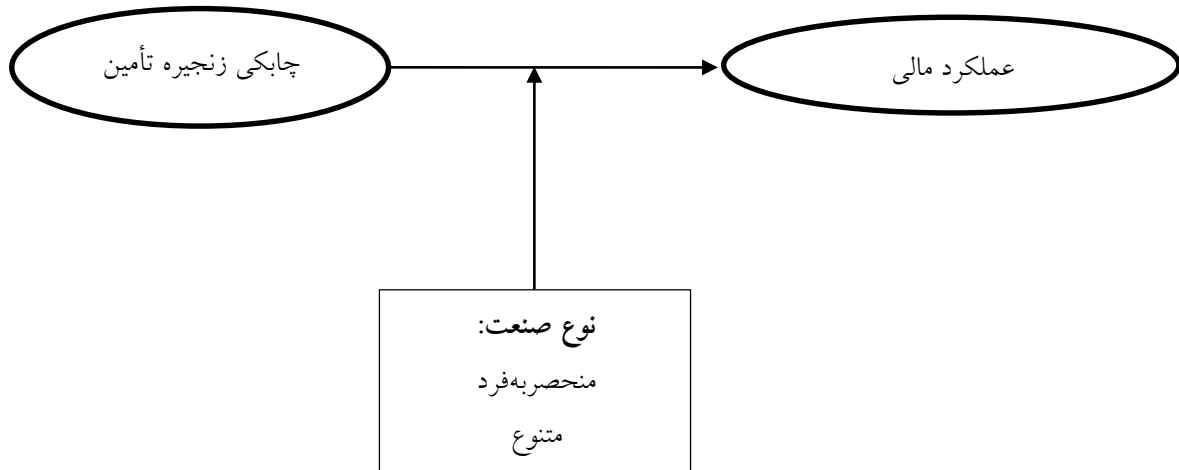 چابکی زنجیره تأمین
عملکرد مالی
نوع صنعت:
منحصربه‌فرد
متنوع